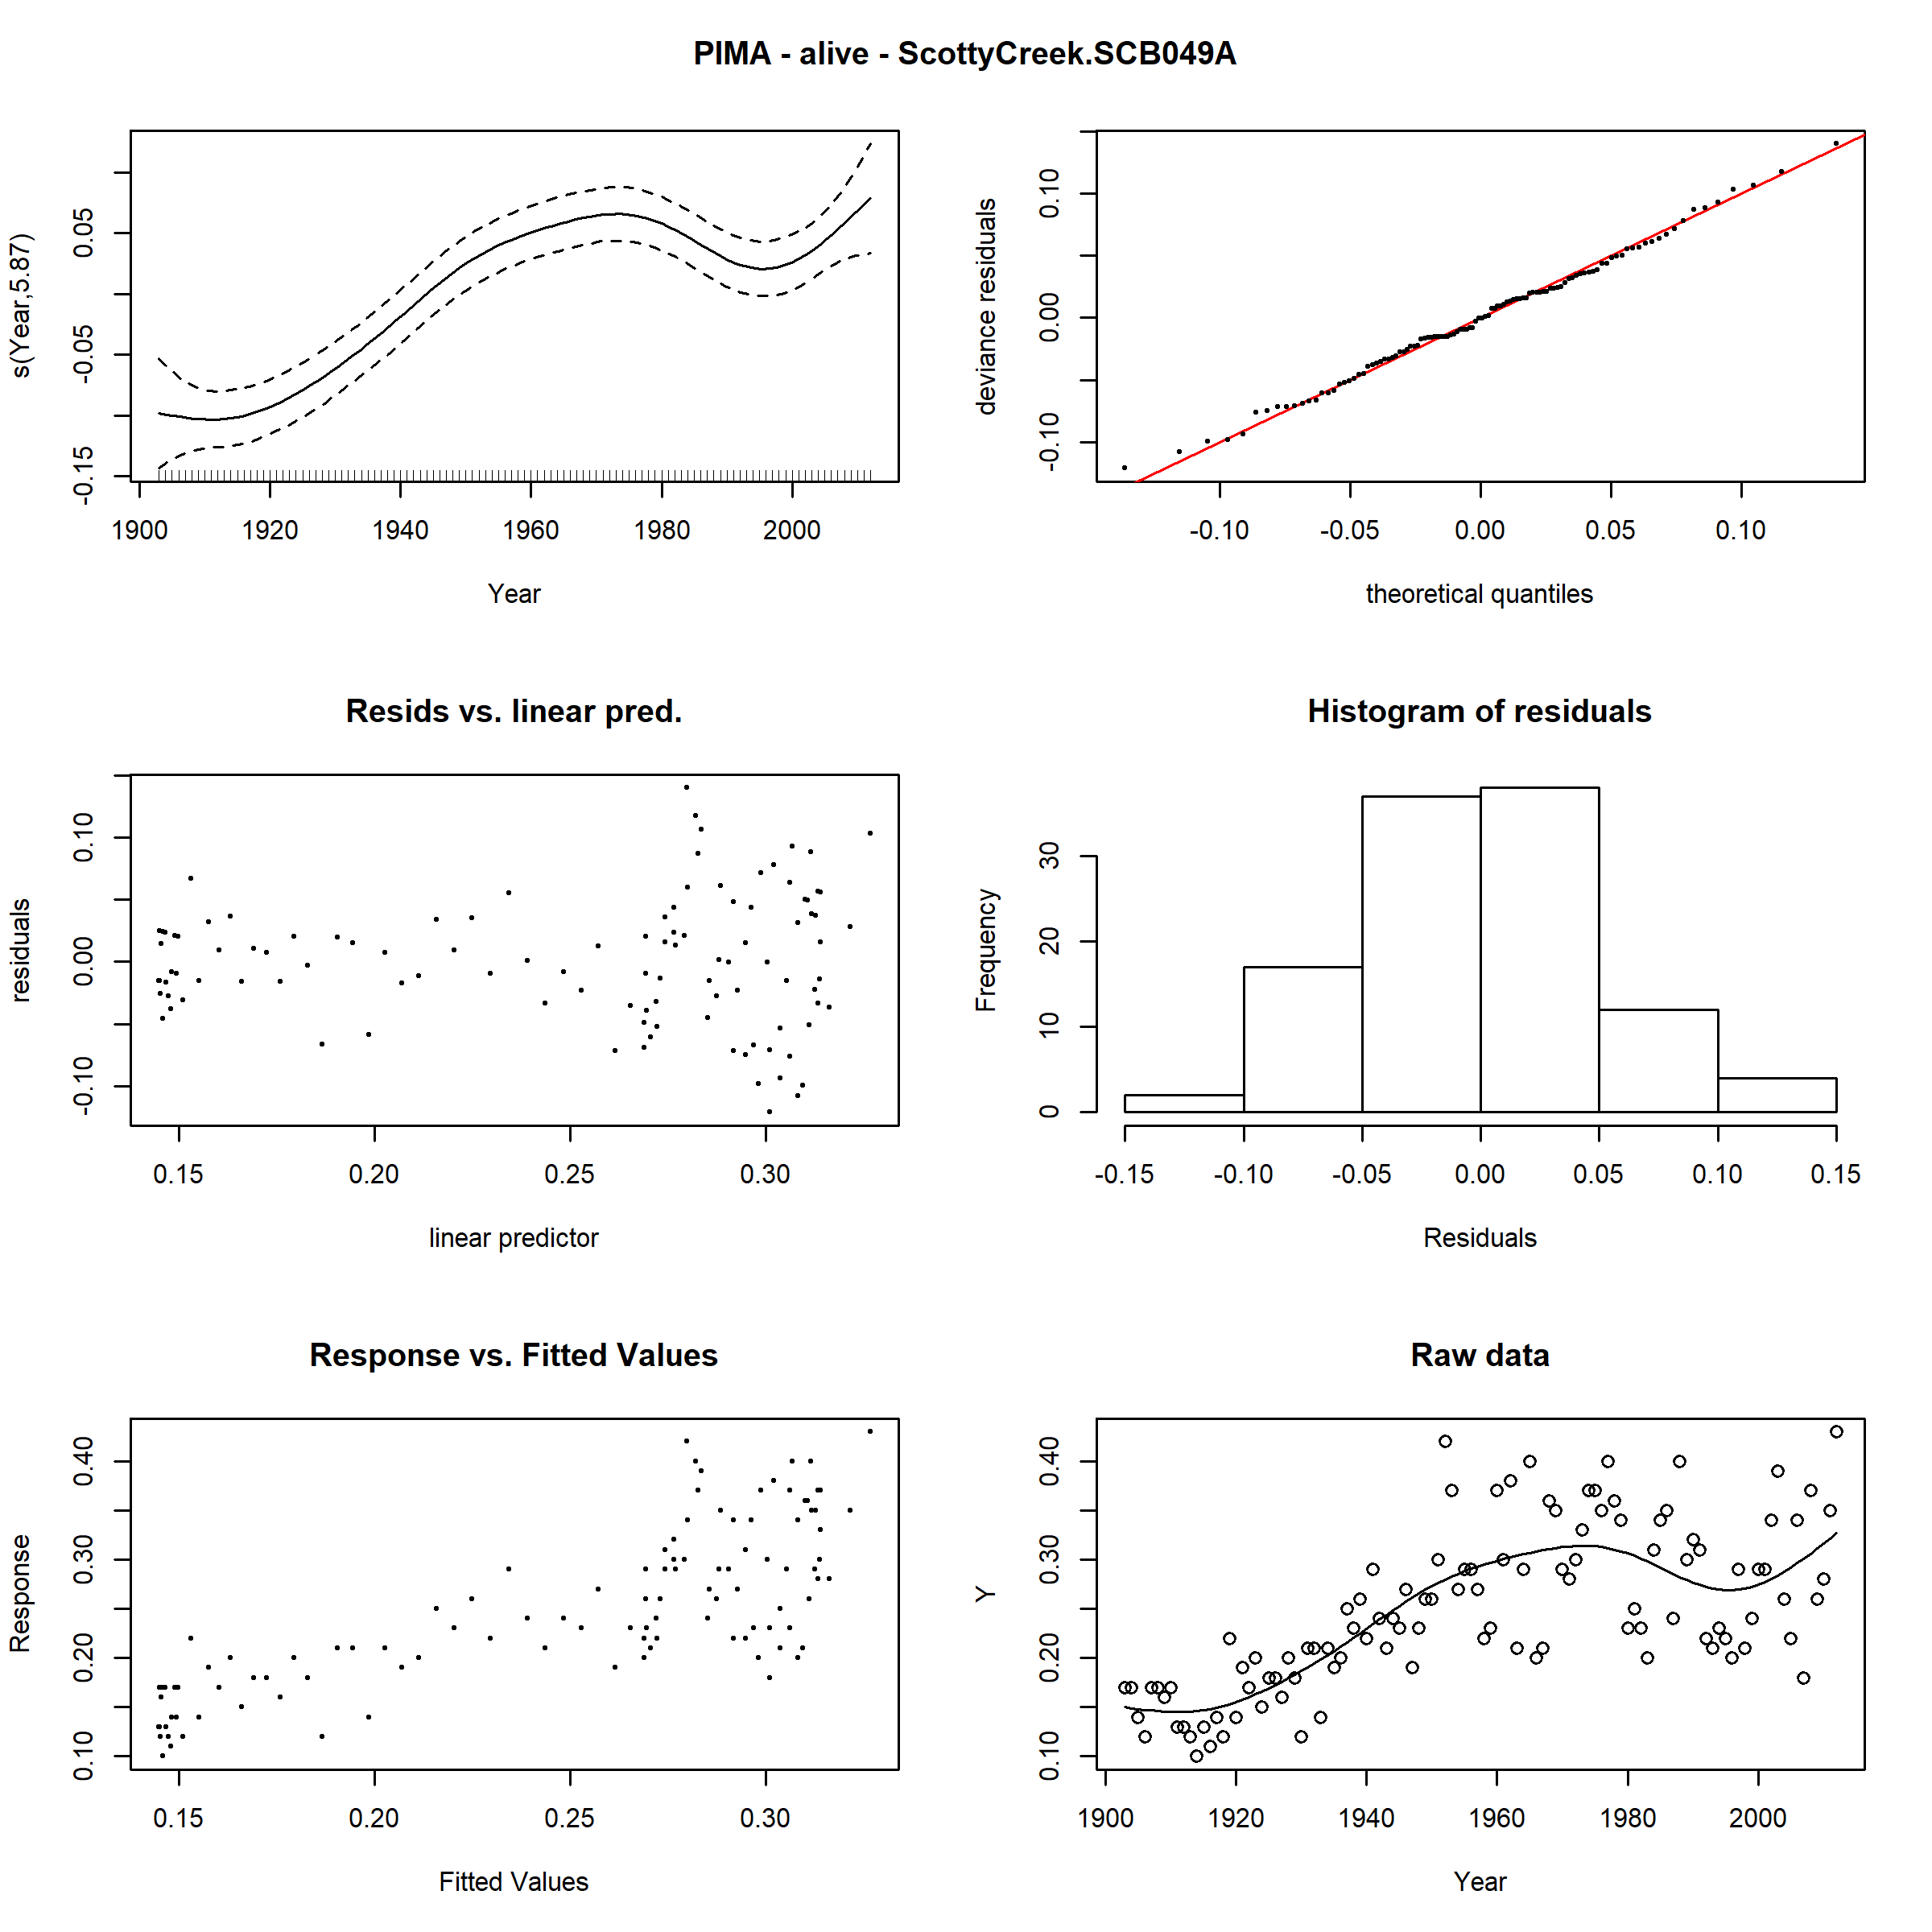 PIMA - alive - ScottyCreek.SCB049A
s(Year,5.87)
-0.15 -0.05 0.05
1900 1920 1940 1960 1980 2000
Year
deviance residuals
-0.10 0.00 0.10
-0.10 -0.05 0.00 0.05 0.10
theoretical quantiles
Resids vs. linear pred.
residuals
-0.10 0.00 0.10
0.15 0.20 0.25 0.30
linear predictor
Histogram of residuals
Frequency
0 10 20 30
-0.15 -0.10 -0.05 0.00 0.05 0.10 0.15
Residuals
Response vs. Fitted Values
Response
0.10 0.20 0.30 0.40
0.15 0.20 0.25 0.30
Fitted Values
Raw data
Y
0.10 0.20 0.30 0.40
1900 1920 1940 1960 1980 2000
Year